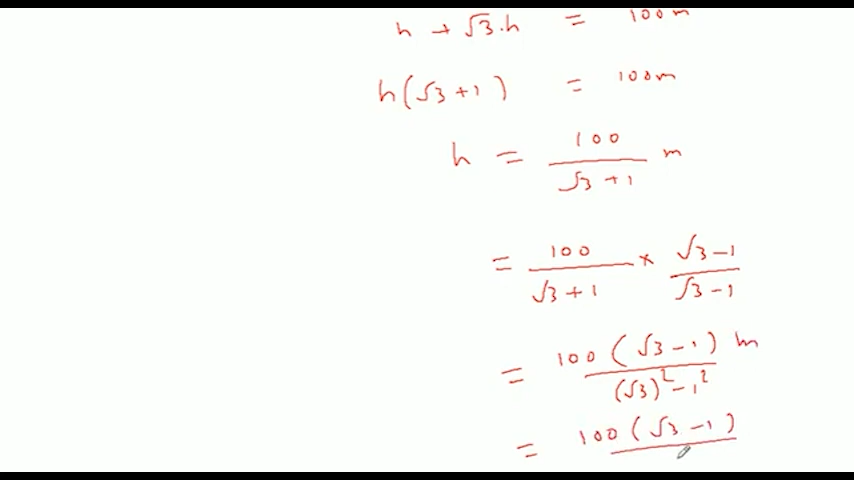 h + √3·h = 100m
h(√3+1) = 100m
h = 100/(√3+1) m
= 100/(√3+1) × (√3-1)/(√3-1)
= 100(√3-1)/((√3)²-1²) m
= 100(√3-1)